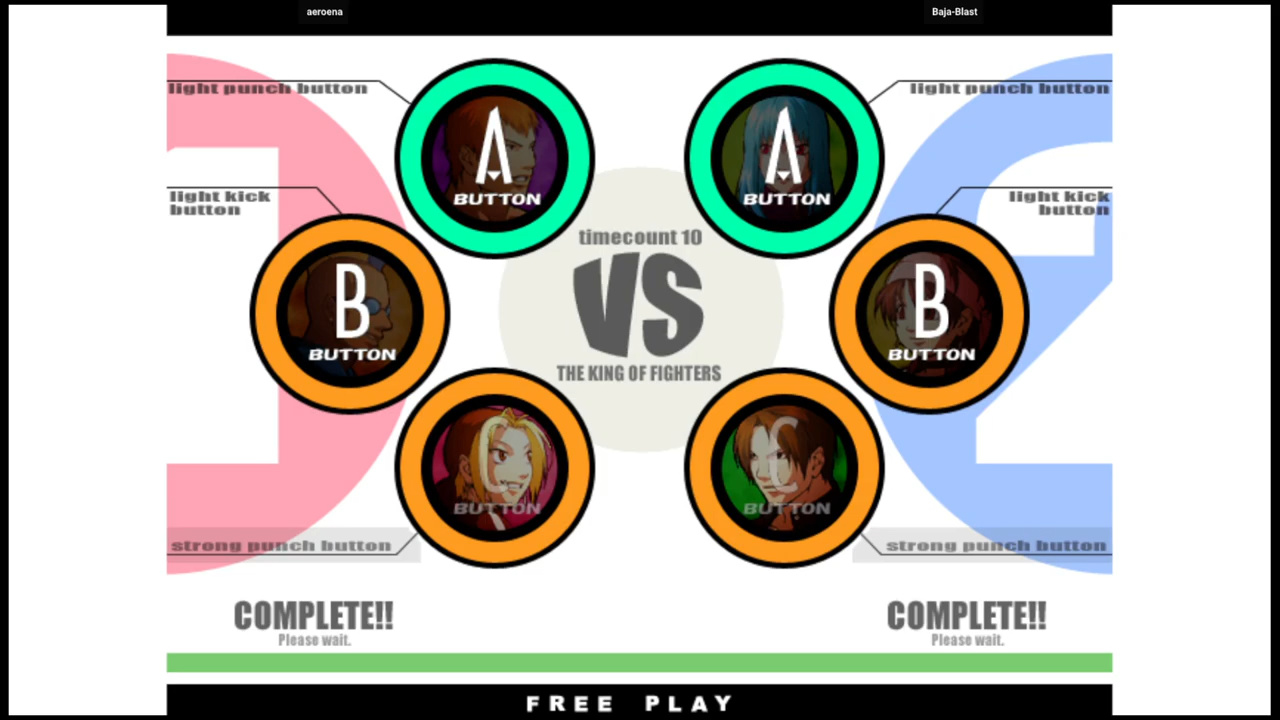 aeroena
Baja-Blast
light punch button
light punch button
A
BUTTON
A
BUTTON
light kick
button
light kick
button
timecount 10
VS
THE KING OF FIGHTERS
B
BUTTON
B
BUTTON
C
BUTTON
C
BUTTON
strong punch button
strong punch button
1
2
COMPLETE!!
Please wait.
COMPLETE!!
Please wait.
FREE PLAY